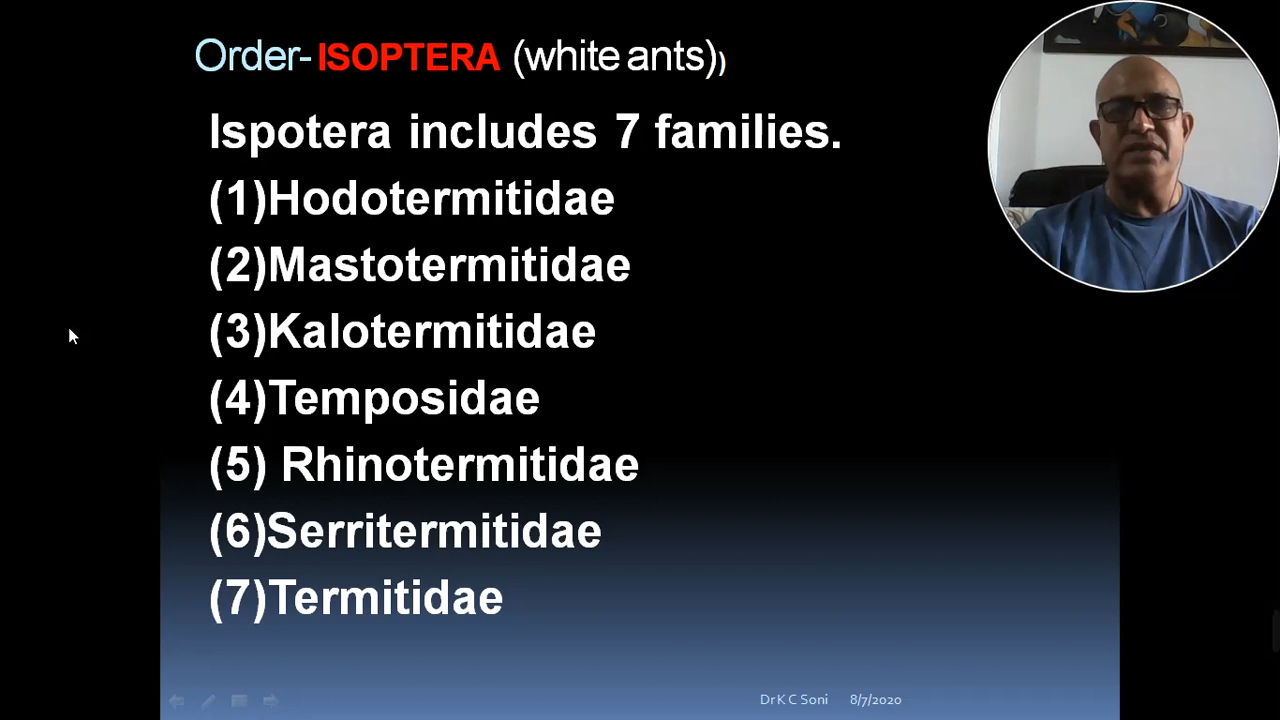 Order- ISOPTERA (white ants))
Ispotera includes 7 families.
(1)Hodotermitidae
(2)Mastotermitidae
(3)Kalotermitidae
(4)Temposidae
(5) Rhinotermitidae
(6)Serritermitidae
(7)Termitidae
Dr K C Soni 8/7/2020